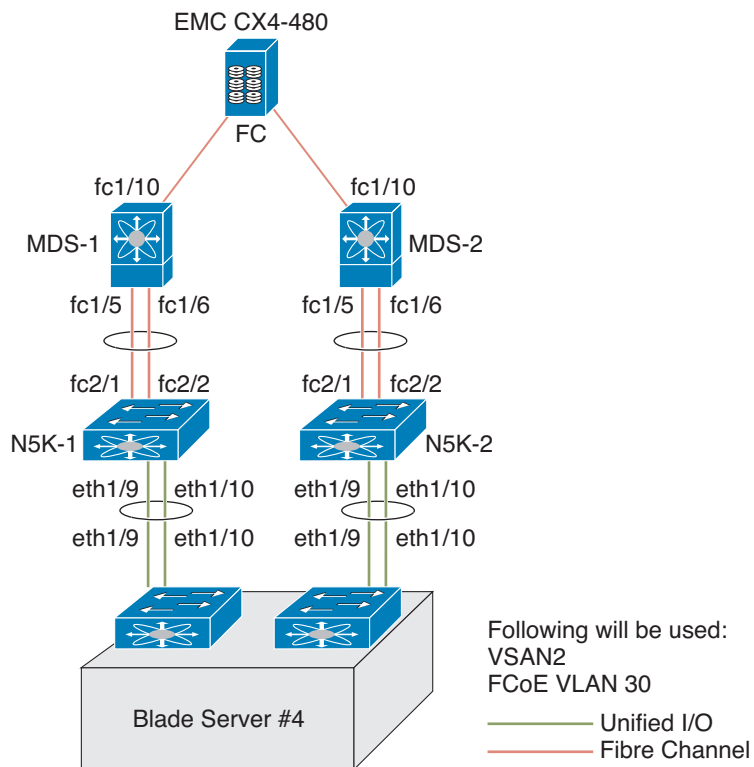 EMC CX4-480
FC
fc1/10
fc1/10
MDS-1
MDS-2
fc1/5
fc1/6
fc1/5
fc1/6
fc2/1
fc2/2
fc2/1
fc2/2
N5K-1
N5K-2
eth1/9
eth1/10
eth1/9
eth1/10
eth1/9
eth1/10
eth1/9
eth1/10
Blade Server #4
Following will be used:
VSAN2
FCoE VLAN 30
Unified I/O
Fibre Channel